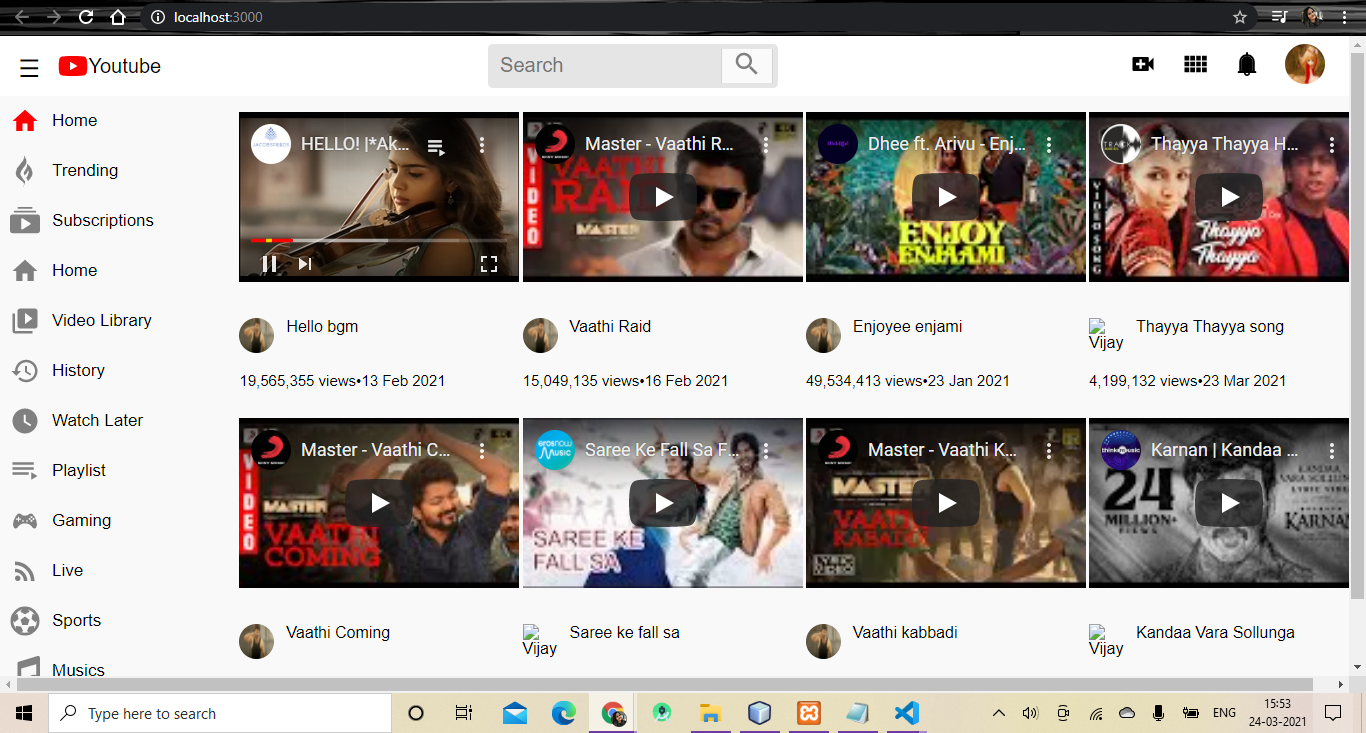 localhost:3000
Youtube
Search
Home
Trending
Subscriptions
Home
Video Library
History
Watch Later
Playlist
Gaming
Live
Sports
Musics
HELLO! |*Ak...
Master - Vaathi R...
VIDEO
VAATHI
RAID
MASTER
Dhee ft. Arivu - Enj...
ENJOY
ENJAAMI
Thayya Thayya H...
VIDEO SONG
Thayya
Thayya
Hello bgm
Vaathi Raid
Enjoyee enjami
Vijay
Thayya Thayya song
19,565,355 views•13 Feb 2021
15,049,135 views•16 Feb 2021
49,534,413 views•23 Jan 2021
4,199,132 views•23 Mar 2021
Master - Vaathi C...
VIDEO
MASTER
VAATHI
COMING
erosnow
Music
Saree Ke Fall Sa F...
SAREE KE
FALL SA
Master - Vaathi K...
MASTER
VAATHI
KABADDI
LYRIC
VIDEO
think music
Karnan | Kandaa ...
24
MILLION+
VIEWS
KANDAA
VARA SOLLUNGA
LYRIC VIDEO
KARNAN
Vaathi Coming
Vijay
Saree ke fall sa
Vaathi kabbadi
Vijay
Kandaa Vara Sollunga
Type here to search
ENG
15:53
24-03-2021